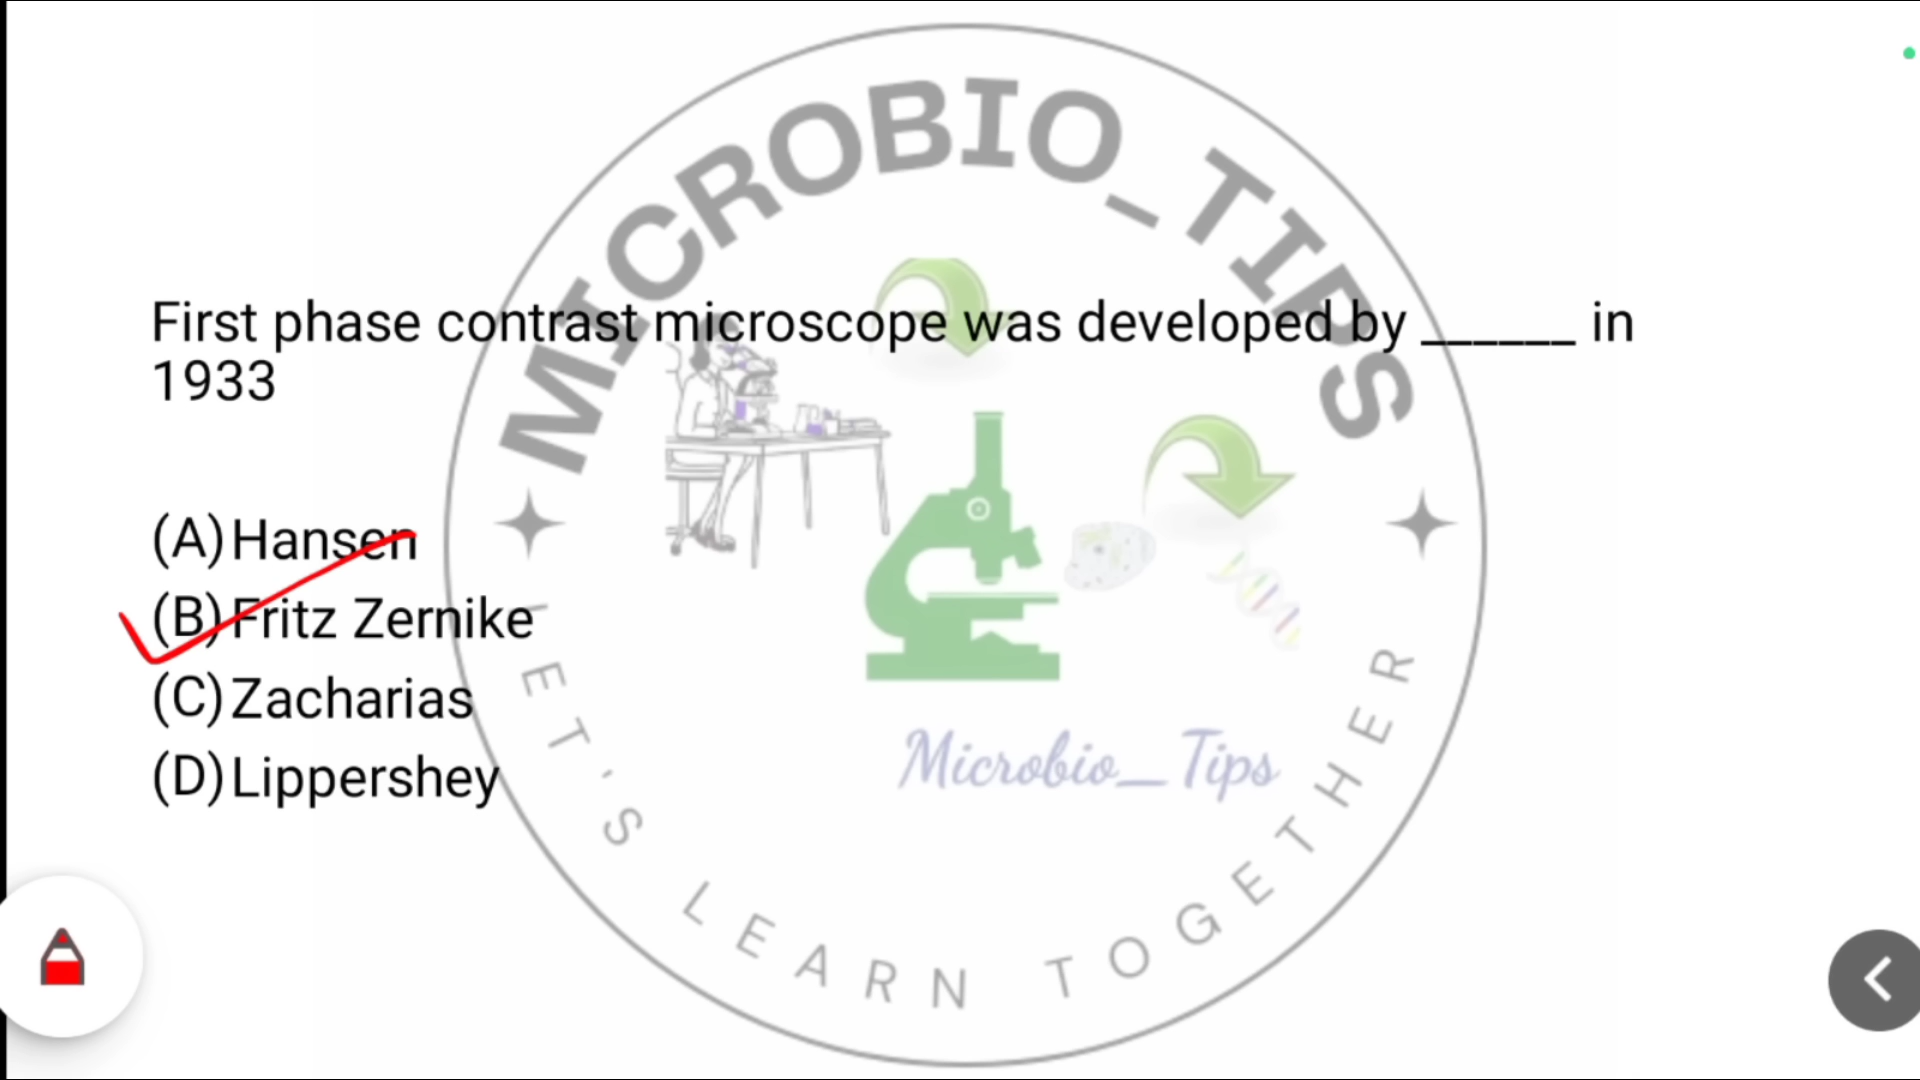 MICROBIO_TIPS
First phase contrast microscope was developed by ______ in
1933
(A) Hansen
(B) Fritz Zernike
(C) Zacharias
(D) Lippershey
Microbio_Tips
LET'S LEARN TOGETHER